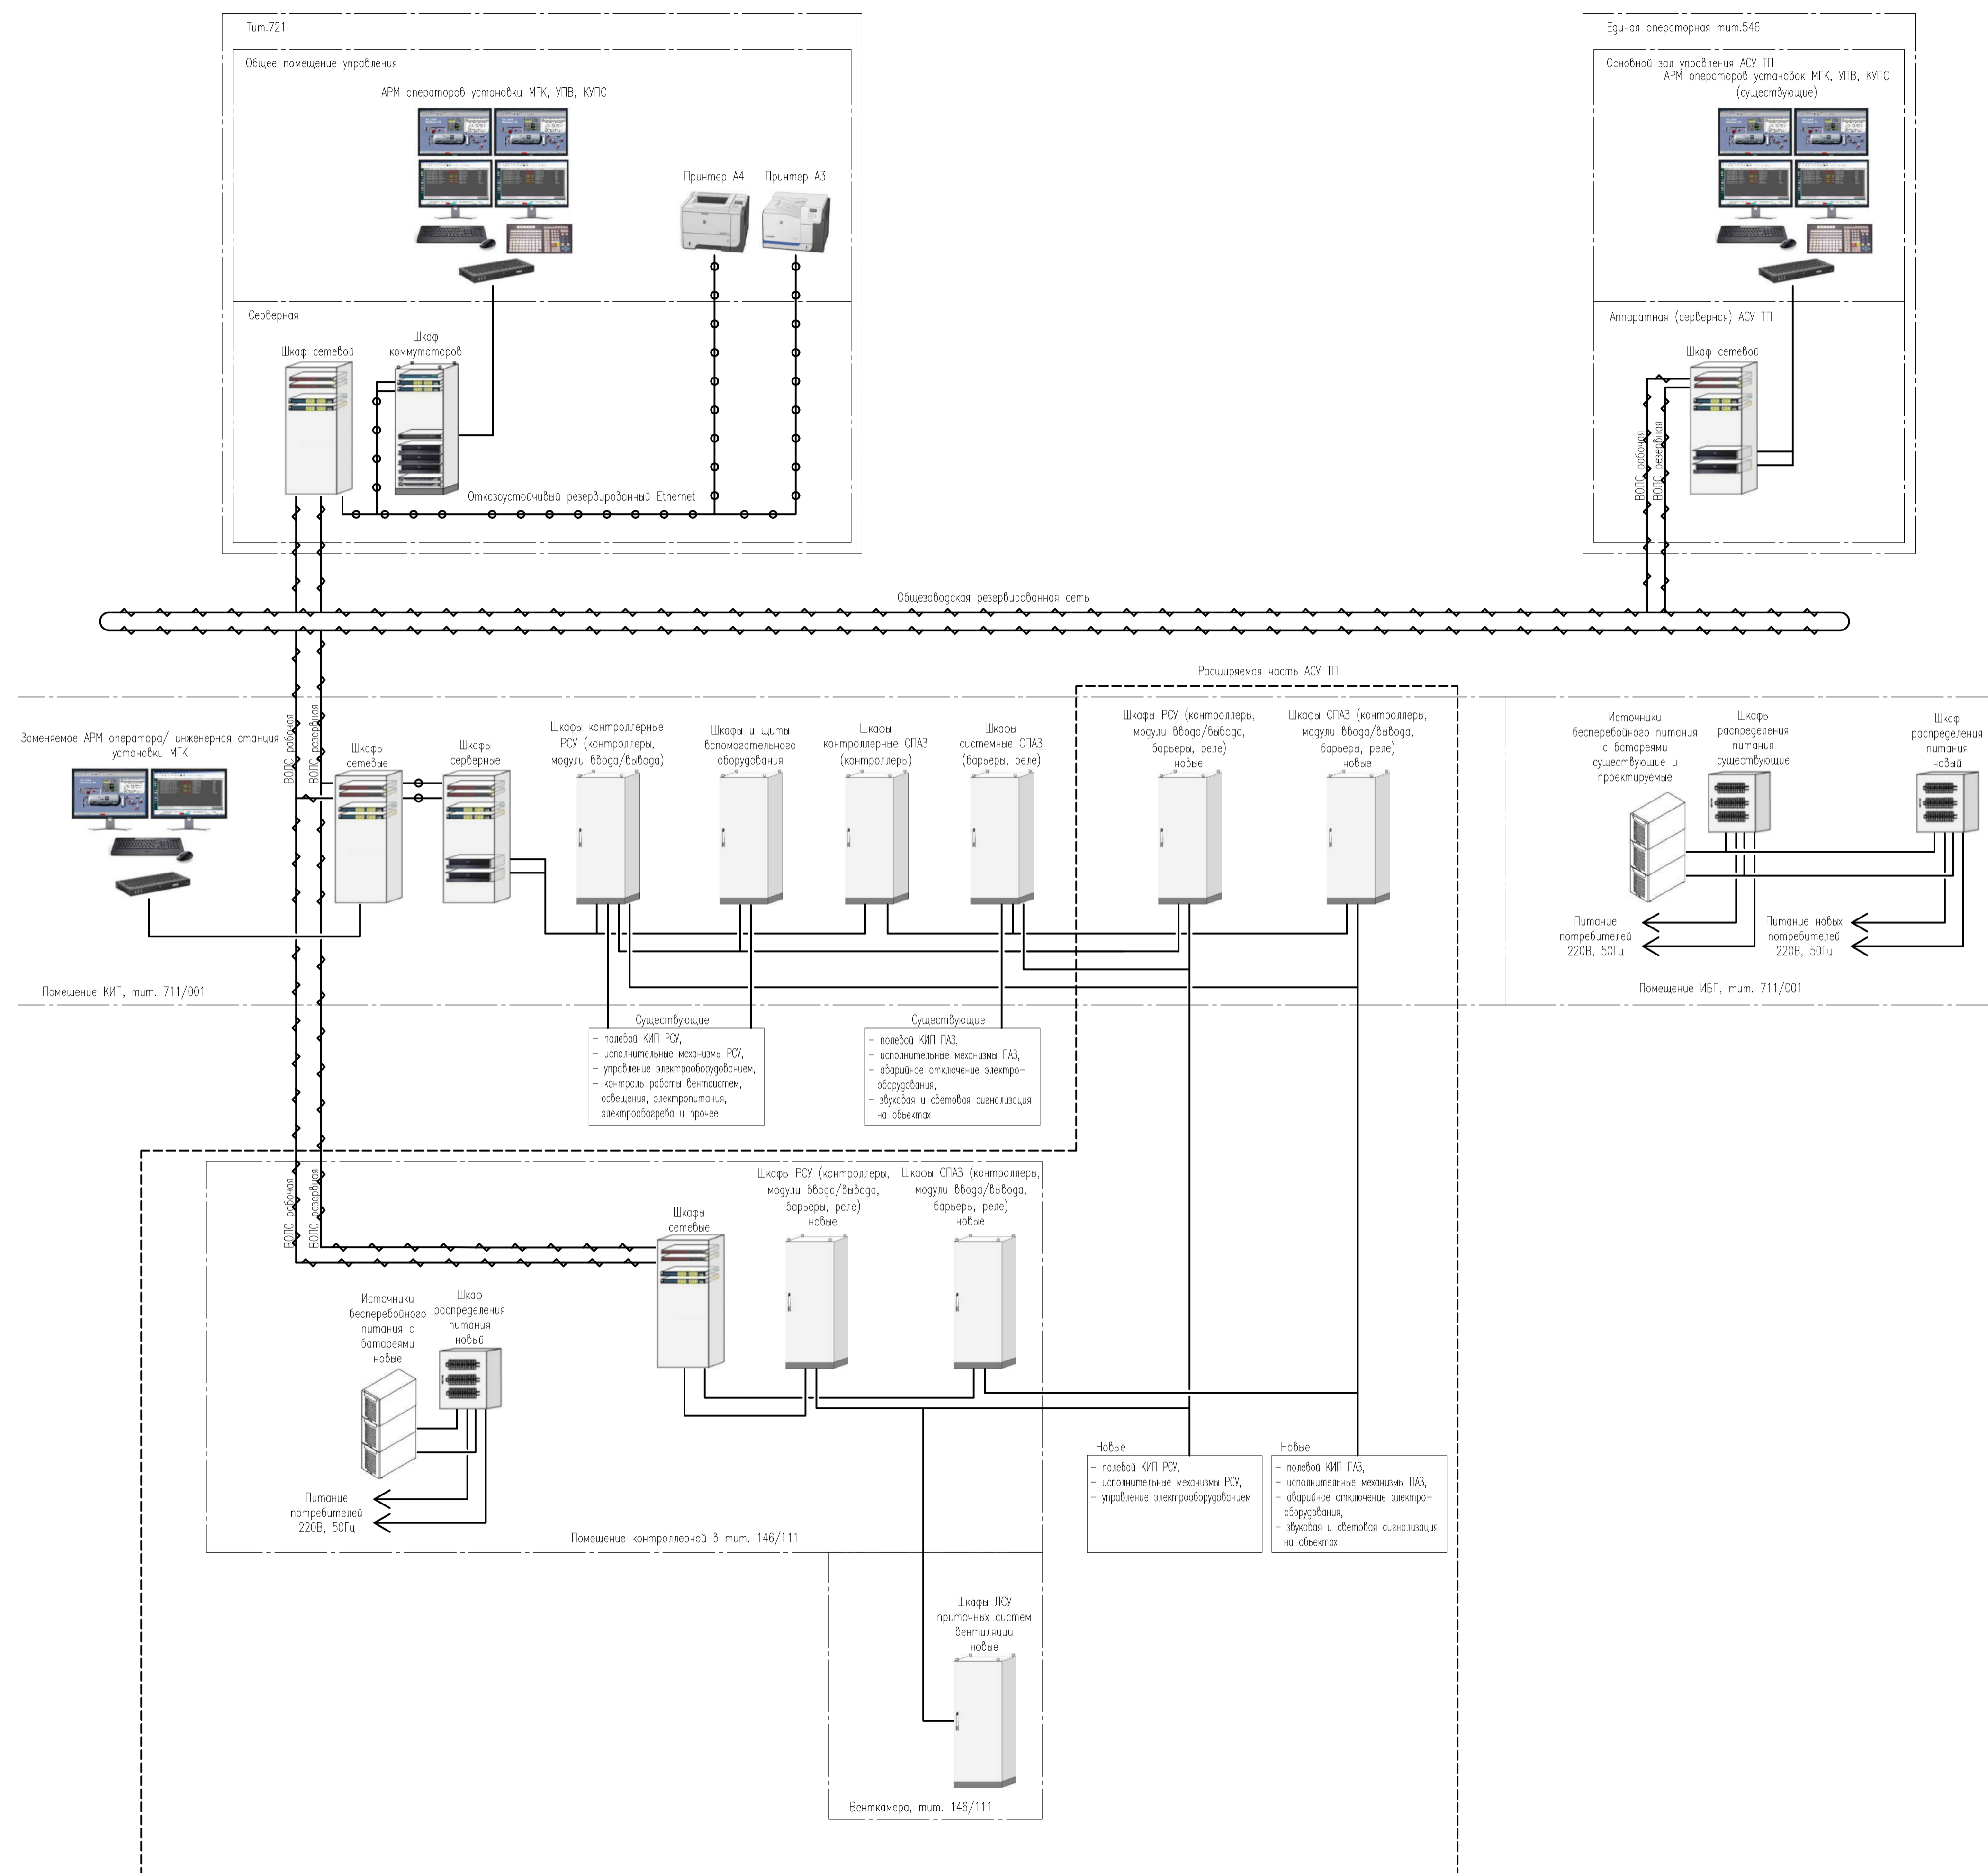 Тит.721
Общее помещение управления
АРМ операторов установки МГК, УПВ, КУПС
Принтер А4
Принтер А3
Серверная
Шкаф сетевой
Шкаф
коммутаторов
Отказоустойчивый резервированный Ethernet
Единая операторная тит.546
Основной зал управления АСУ ТП
АРМ операторов установок МГК, УПВ, КУПС
(существующие)
Аппаратная (серверная) АСУ ТП
Шкаф сетевой
ВОЛС рабочая
ВОЛС резервная
Общезаводская резервированная сеть
Расширяемая часть АСУ ТП
Заменяемое АРМ оператора/ инженерная станция
установки МГК
ВОЛС рабочая
ВОЛС резервная
Шкафы
сетевые
Шкафы
серверные
Шкафы контроллерные
РСУ (контроллеры,
модули ввода/вывода)
Шкафы и щиты
вспомогательного
оборудования
Шкафы
контроллерные СПАЗ
(контроллеры)
Шкафы
системные СПАЗ
(барьеры, реле)
Шкафы РСУ (контроллеры,
модули ввода/вывода,
барьеры, реле)
новые
Шкафы СПАЗ (контроллеры,
модули ввода/вывода,
барьеры, реле)
новые
Источники
бесперебойного питания
с батареями
существующие и
проектируемые
Шкафы
распределения
питания
существующие
Шкаф
распределения
питания
новый
Питание
потребителей
220В, 50Гц
Питание новых
потребителей
220В, 50Гц
Помещение КИП, тит. 711/001
Помещение ИБП, тит. 711/001
Существующие
– полевой КИП РСУ,
– исполнительные механизмы РСУ,
– управление электрооборудованием,
– контроль работы вентсистем,
освещения, электропитания,
электрообогрева и прочее
Существующие
– полевой КИП ПАЗ,
– исполнительные механизмы ПАЗ,
– аварийное отключение электро–
оборудования,
– звуковая и световая сигнализация
на обьектах
ВОЛС рабочая
ВОЛС резервная
Шкафы
сетевые
Шкафы РСУ (контроллеры,
модули ввода/вывода,
барьеры, реле)
новые
Шкафы СПАЗ (контроллеры,
модули ввода/вывода,
барьеры, реле)
новые
Источники
бесперебойного
питания с
батареями
новые
Шкаф
распределения
питания
новый
Питание
потребителей
220В, 50Гц
Помещение контроллерной в тит. 146/111
Новые
– полевой КИП РСУ,
– исполнительные механизмы РСУ,
– управление электрооборудованием
Новые
– полевой КИП ПАЗ,
– исполнительные механизмы ПАЗ,
– аварийное отключение электро–
оборудования,
– звуковая и световая сигнализация
на обьектах
Шкафы ЛСУ
приточных систем
вентиляции
новые
Венткамера, тит. 146/111